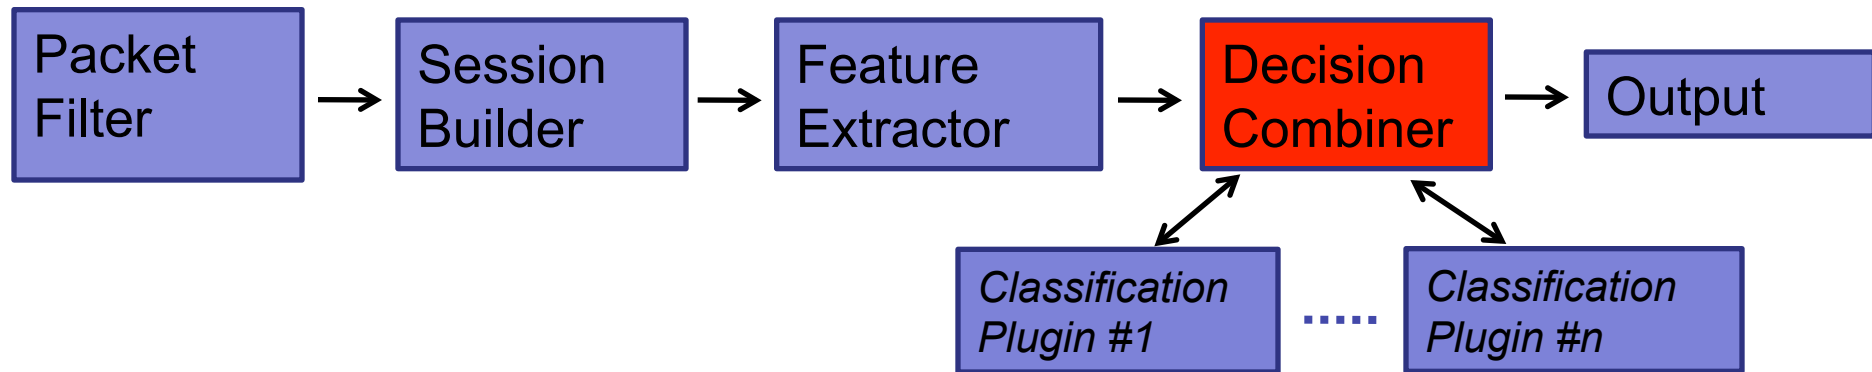 Packet
Filter
Session
Builder
Feature
Extractor
Decision
Combiner
Output
Classification
Plugin #1
Classification
Plugin #n